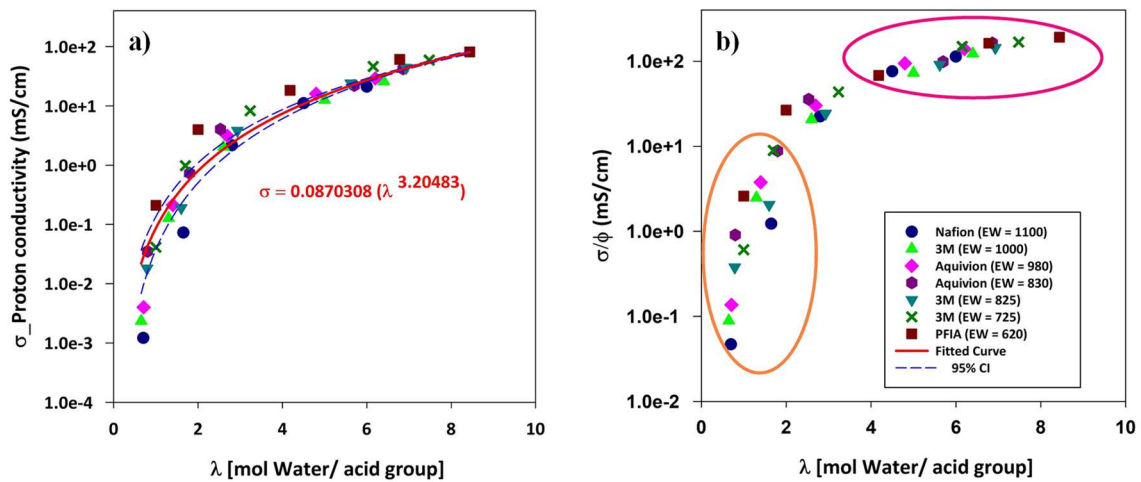 a)
σ_Proton conductivity (mS/cm)
1.0e+2
1.0e+1
1.0e+0
1.0e-1
1.0e-2
1.0e-3
1.0e-4
σ = 0.0870308 (λ^3.20483)
0 2 4 6 8 10
λ [mol Water/ acid group]
b)
σ/ϕ (mS/cm)
1.0e+2
1.0e+1
1.0e+0
1.0e-1
1.0e-2
Nafion (EW = 1100)
3M (EW = 1000)
Aquivion (EW = 980)
Aquivion (EW = 830)
3M (EW = 825)
3M (EW = 725)
PFIA (EW = 620)
Fitted Curve
95% CI
0 2 4 6 8 10
λ [mol Water/ acid group]